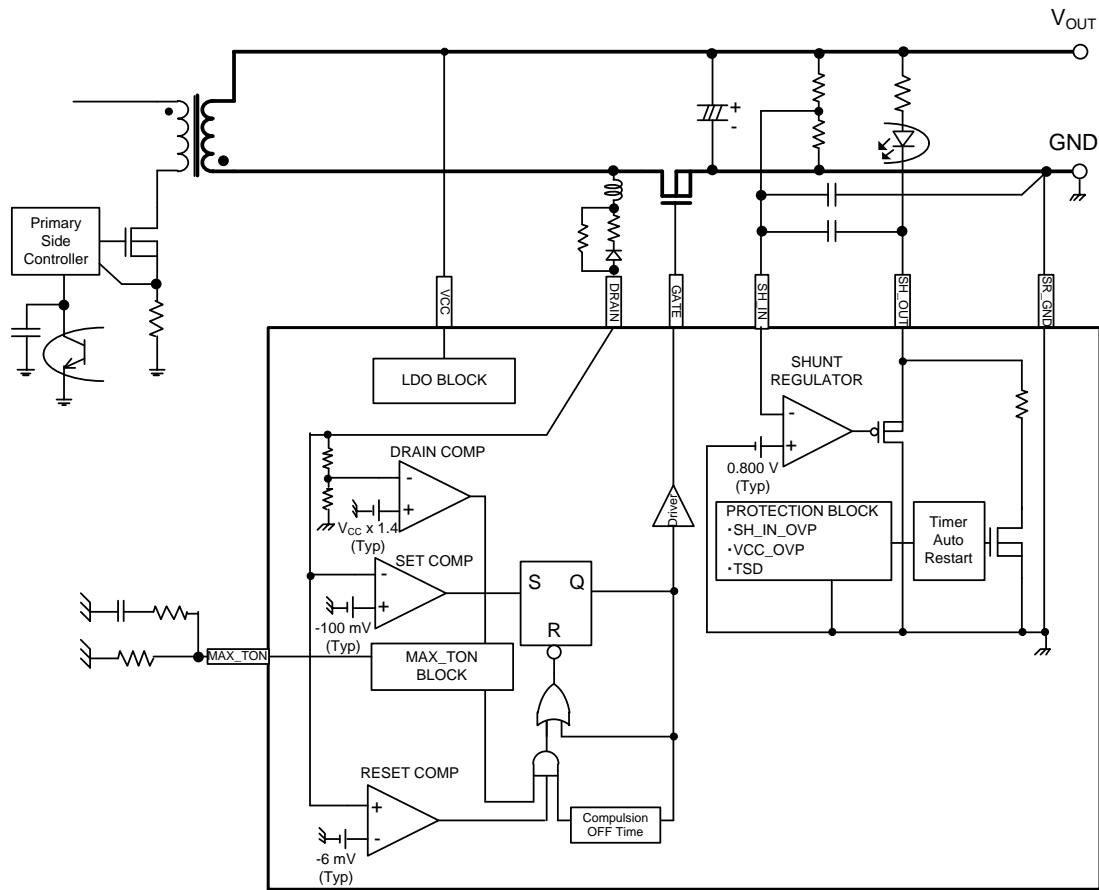 VOUT
GND
Primary
Side
Controller
VCC
DRAIN
GATE
SH_IN
SH_OUT
SR_GND
LDO BLOCK
SHUNT
REGULATOR
-
+
0.800 V
(Typ)
DRAIN COMP
-
+
VCC x 1.4
(Typ)
Driver
PROTECTION BLOCK
・SH_IN_OVP
・VCC_OVP
・TSD
Timer
Auto
Restart
SET COMP
-
+
-100 mV
(Typ)
S Q
R
MAX_TON
MAX_TON
BLOCK
RESET COMP
+
-
-6 mV
(Typ)
Compulsion
OFF Time
+
-